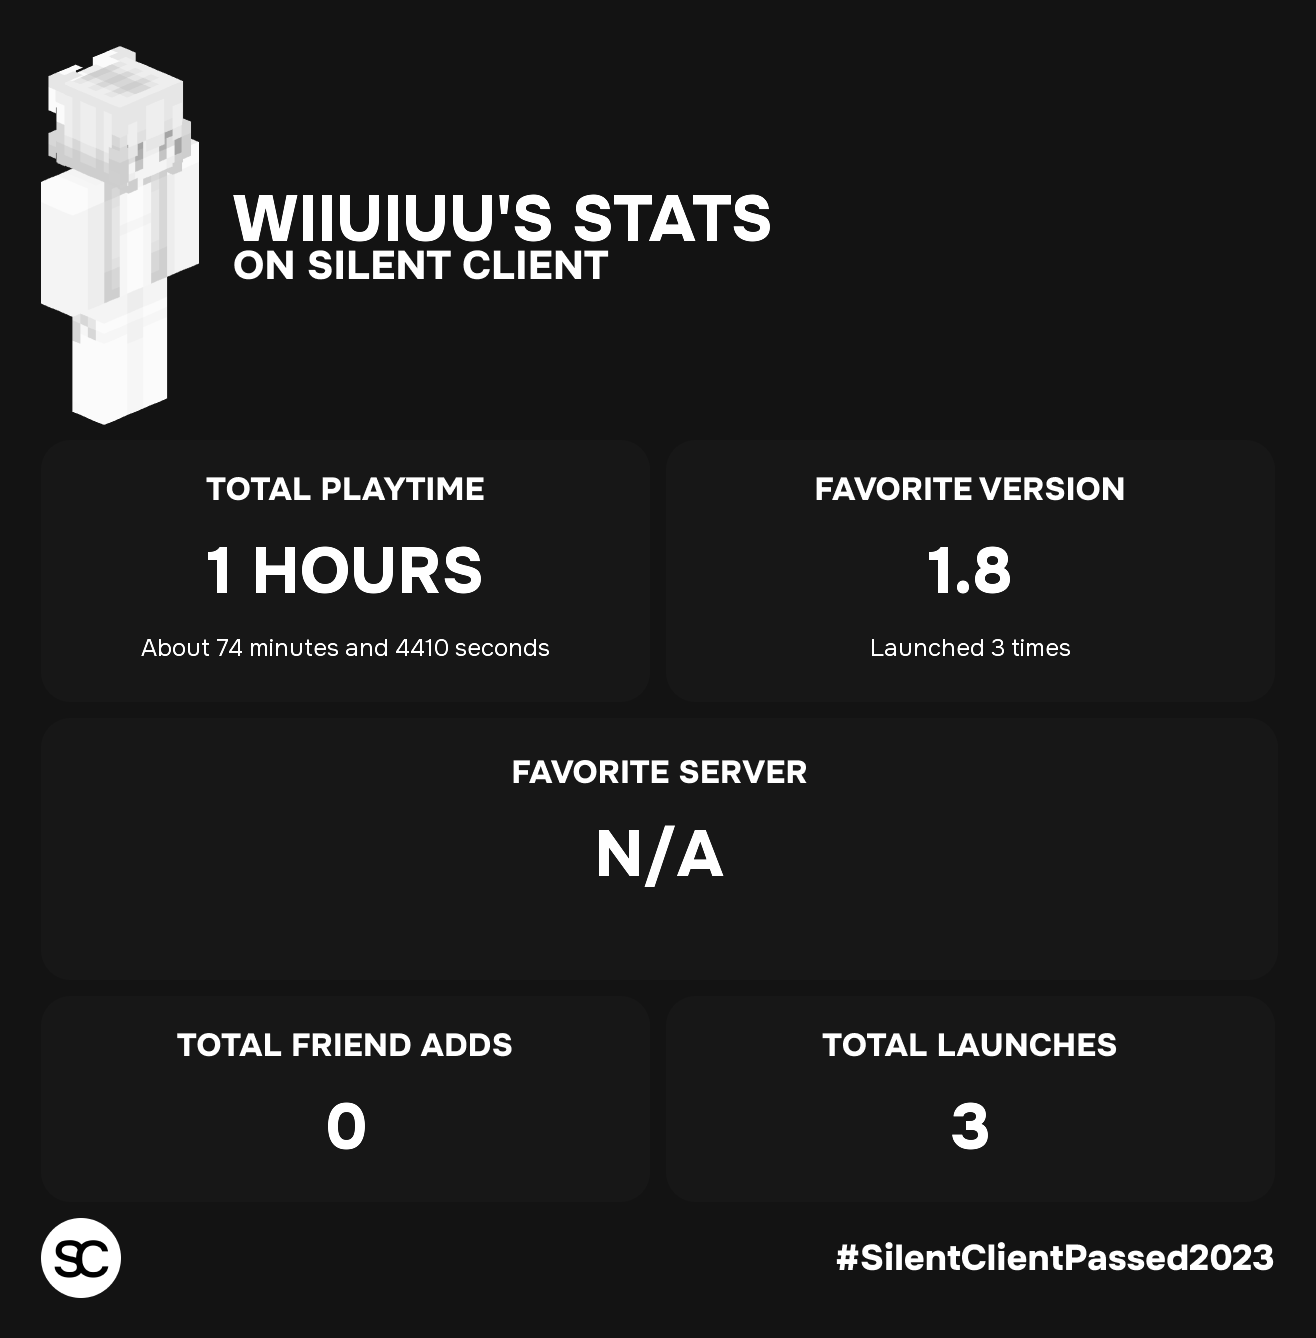 WIIUIUU'S STATS
ON SILENT CLIENT
TOTAL PLAYTIME
1 HOURS
About 74 minutes and 4410 seconds
FAVORITE VERSION
1.8
Launched 3 times
FAVORITE SERVER
N/A
TOTAL FRIEND ADDS
0
TOTAL LAUNCHES
3
SC
#SilentClientPassed2023